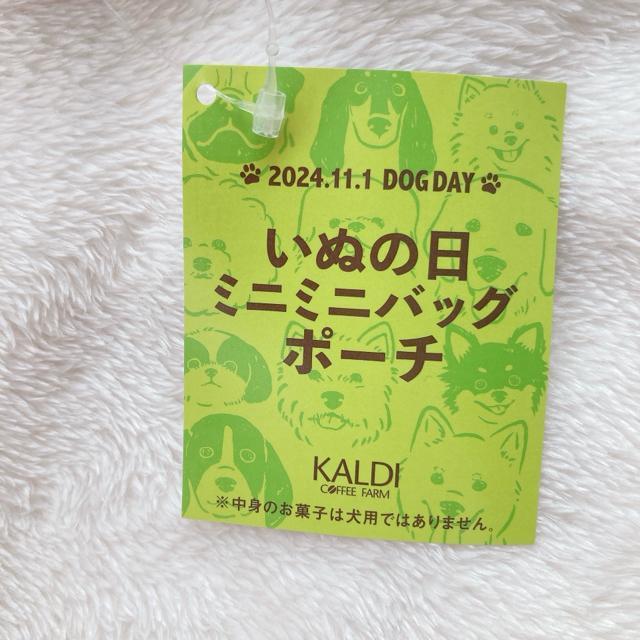 2024.11.1 DOG DAY
いぬの日
ミニミニバッグ
ポーチ
KALDI
COFFEE FARM
※中身のお菓子は犬用ではありません。